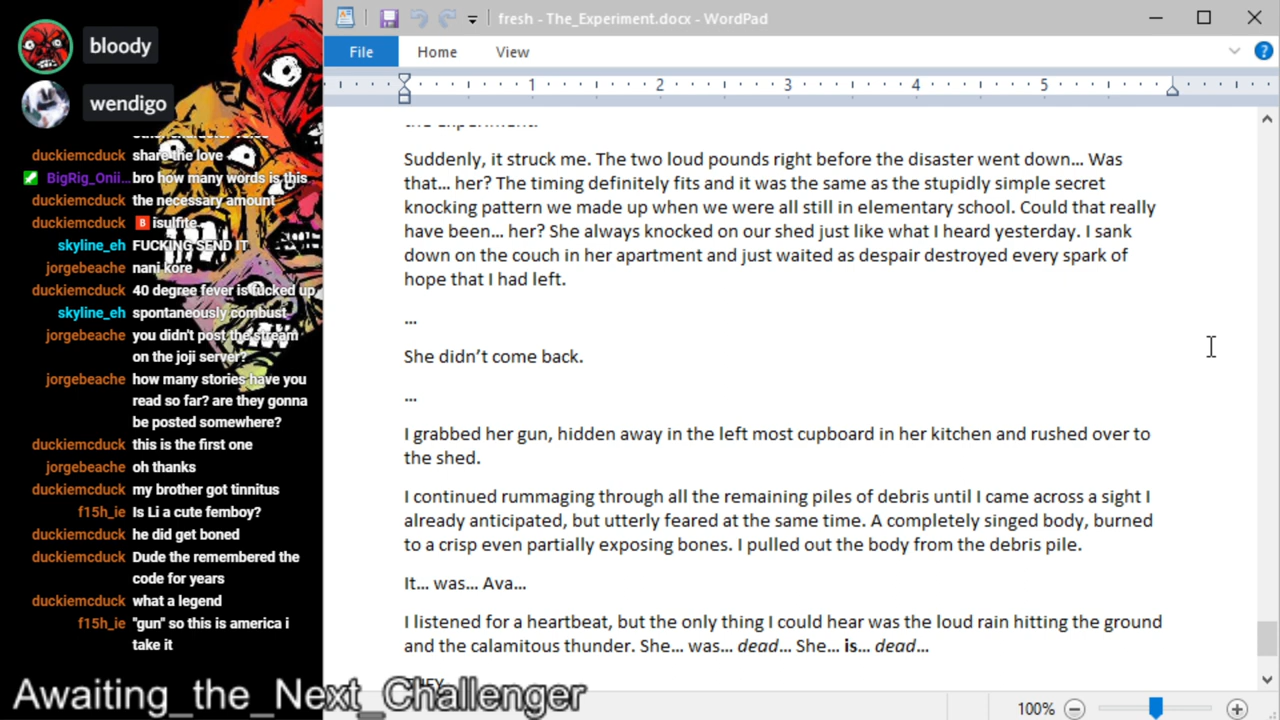 bloody
wendigo
duckiemcduck share the love
BigRig_Onii... bro how many words is this
duckiemcduck the necessary amount
duckiemcduck B isulfite
skyline_eh FUCKING SEND IT
jorgebeache nani kore
duckiemcduck 40 degree fever is fucked up
skyline_eh spontaneously combust
jorgebeache you didn't post the stream
on the joji server?
jorgebeache how many stories have you
read so far? are they gonna
be posted somewhere?
duckiemcduck this is the first one
jorgebeache oh thanks
duckiemcduck my brother got tinnitus
f15h_ie Is Li a cute femboy?
duckiemcduck he did get boned
duckiemcduck Dude the remembered the
code for years
duckiemcduck what a legend
f15h_ie "gun" so this is america i
take it
Awaiting_the_Next_Challenger
fresh - The_Experiment.docx - WordPad
File Home View
1 2 3 4 5
the experiment.
Suddenly, it struck me. The two loud pounds right before the disaster went down... Was
that... her? The timing definitely fits and it was the same as the stupidly simple secret
knocking pattern we made up when we were all still in elementary school. Could that really
have been... her? She always knocked on our shed just like what I heard yesterday. I sank
down on the couch in her apartment and just waited as despair destroyed every spark of
hope that I had left.
...
She didn't come back.
...
I grabbed her gun, hidden away in the left most cupboard in her kitchen and rushed over to
the shed.
I continued rummaging through all the remaining piles of debris until I came across a sight I
already anticipated, but utterly feared at the same time. A completely singed body, burned
to a crisp even partially exposing bones. I pulled out the body from the debris pile.
It... was... Ava...
I listened for a heartbeat, but the only thing I could hear was the loud rain hitting the ground
and the calamitous thunder. She... was... dead... She... is... dead...
100%